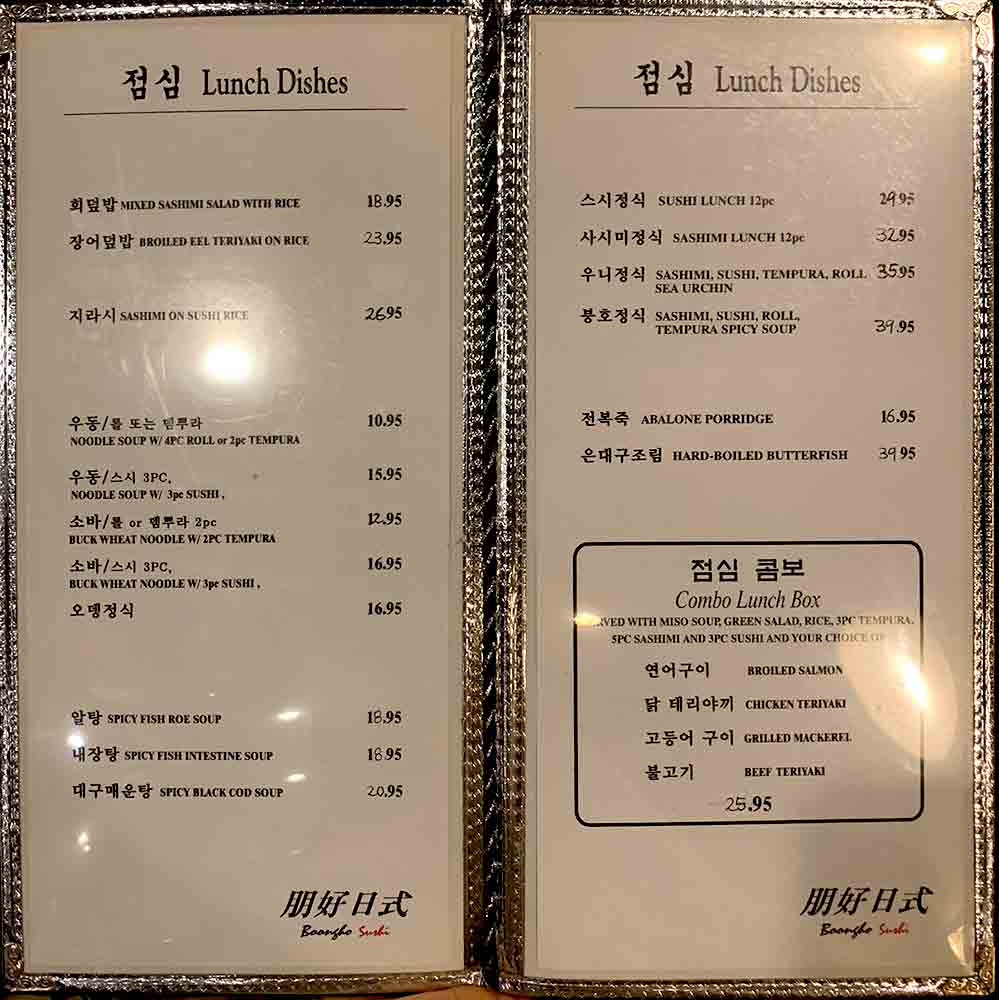 점심 Lunch Dishes
회덮밥 MIXED SASHIMI SALAD WITH RICE 18.95
장어덮밥 BROILED EEL TERIYAKI ON RICE 23.95
지라시 SASHIMI ON SUSHI RICE 26.95
우동/롤 또는 뎀뿌라 10.95
NOODLE SOUP W/ 4PC ROLL or 2pc TEMPURA
우동/스시 3PC, 15.95
NOODLE SOUP W/ 3pc SUSHI ,
소바/롤 or 뎀뿌라 2pc 12.95
BUCK WHEAT NOODLE W/ 2PC TEMPURA
소바/스시 3PC, 16.95
BUCK WHEAT NOODLE W/ 3pc SUSHI ,
오뎅정식 16.95
알탕 SPICY FISH ROE SOUP 18.95
내장탕 SPICY FISH INTESTINE SOUP 18.95
대구매운탕 SPICY BLACK COD SOUP 20.95
朋好日式
Boongho Sushi
점심 Lunch Dishes
스시정식 SUSHI LUNCH 12pc 29.95
사시미정식 SASHIMI LUNCH 12pc 32.95
우니정식 SASHIMI, SUSHI, TEMPURA, ROLL 35.95
SEA URCHIN
붕호정식 SASHIMI, SUSHI, ROLL,
TEMPURA SPICY SOUP 39.95
전복죽 ABALONE PORRIDGE 16.95
은대구조림 HARD-BOILED BUTTERFISH 39.95
점심 콤보
Combo Lunch Box
WITH MISO SOUP, GREEN SALAD, RICE, 3PC TEMPURA,
5PC SASHIMI AND 3PC SUSHI AND YOUR CHOICE OF
연어구이 BROILED SALMON
닭 테리야끼 CHICKEN TERIYAKI
고등어 구이 GRILLED MACKEREL
불고기 BEEF TERIYAKI
25.95
朋好日式
Boongho Sushi